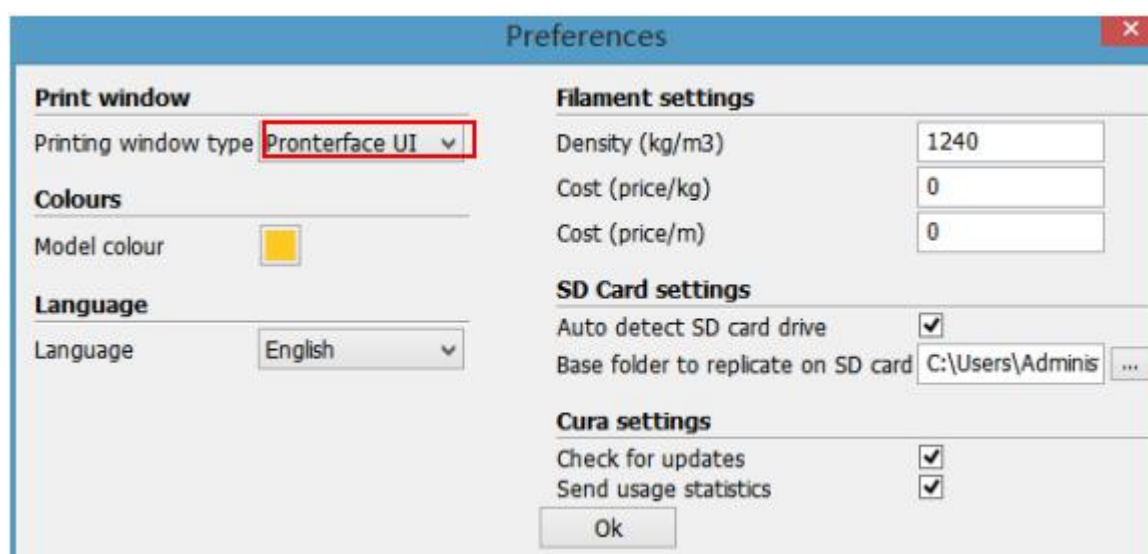 Preferences
Print window
Printing window type Pronterface UI
Colours
Model colour
Language
Language English
Filament settings
Density (kg/m3) 1240
Cost (price/kg) 0
Cost (price/m) 0
SD Card settings
Auto detect SD card drive
Base folder to replicate on SD card C:\Users\Adminis ...
Cura settings
Check for updates
Send usage statistics
Ok